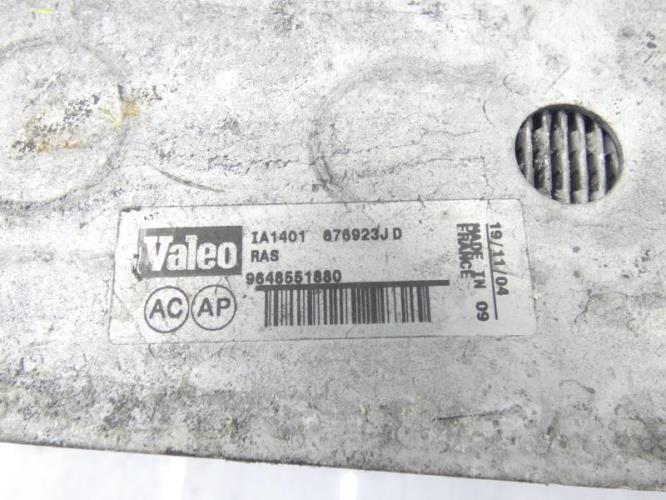 Valeo
IA1401 876923J D
RAS
9648551880
AC AP
MADE IN
FRANCE
19/11/04
09